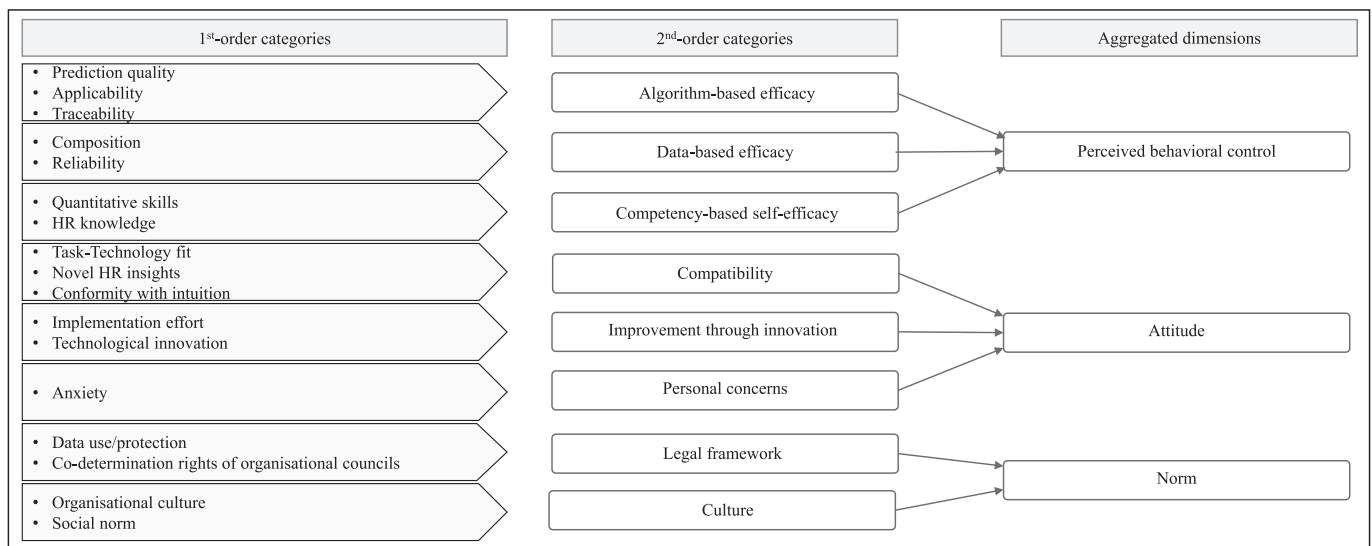 1st-order categories
2nd-order categories
Aggregated dimensions
• Prediction quality
• Applicability
• Traceability
Algorithm-based efficacy
• Composition
• Reliability
Data-based efficacy
Perceived behavioral control
• Quantitative skills
• HR knowledge
Competency-based self-efficacy
• Task-Technology fit
• Novel HR insights
• Conformity with intuition
Compatibility
• Implementation effort
• Technological innovation
Improvement through innovation
Attitude
• Anxiety
Personal concerns
• Data use/protection
• Co-determination rights of organisational councils
Legal framework
Norm
• Organisational culture
• Social norm
Culture